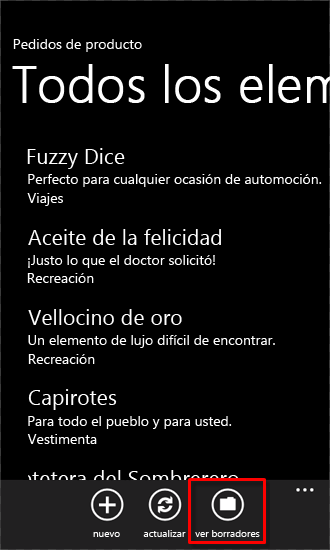 Pedidos de producto
Todos los elem
Fuzzy Dice
Perfecto para cualquier ocasión de automoción.
Viajes
Aceite de la felicidad
¡Justo lo que el doctor solicitó!
Recreación
Vellocino de oro
Un elemento de lujo difícil de encontrar.
Recreación
Capirotes
Para todo el pueblo y para usted.
Vestimenta
tetera del Sombrerero
nuevo
actualizar
ver borradores